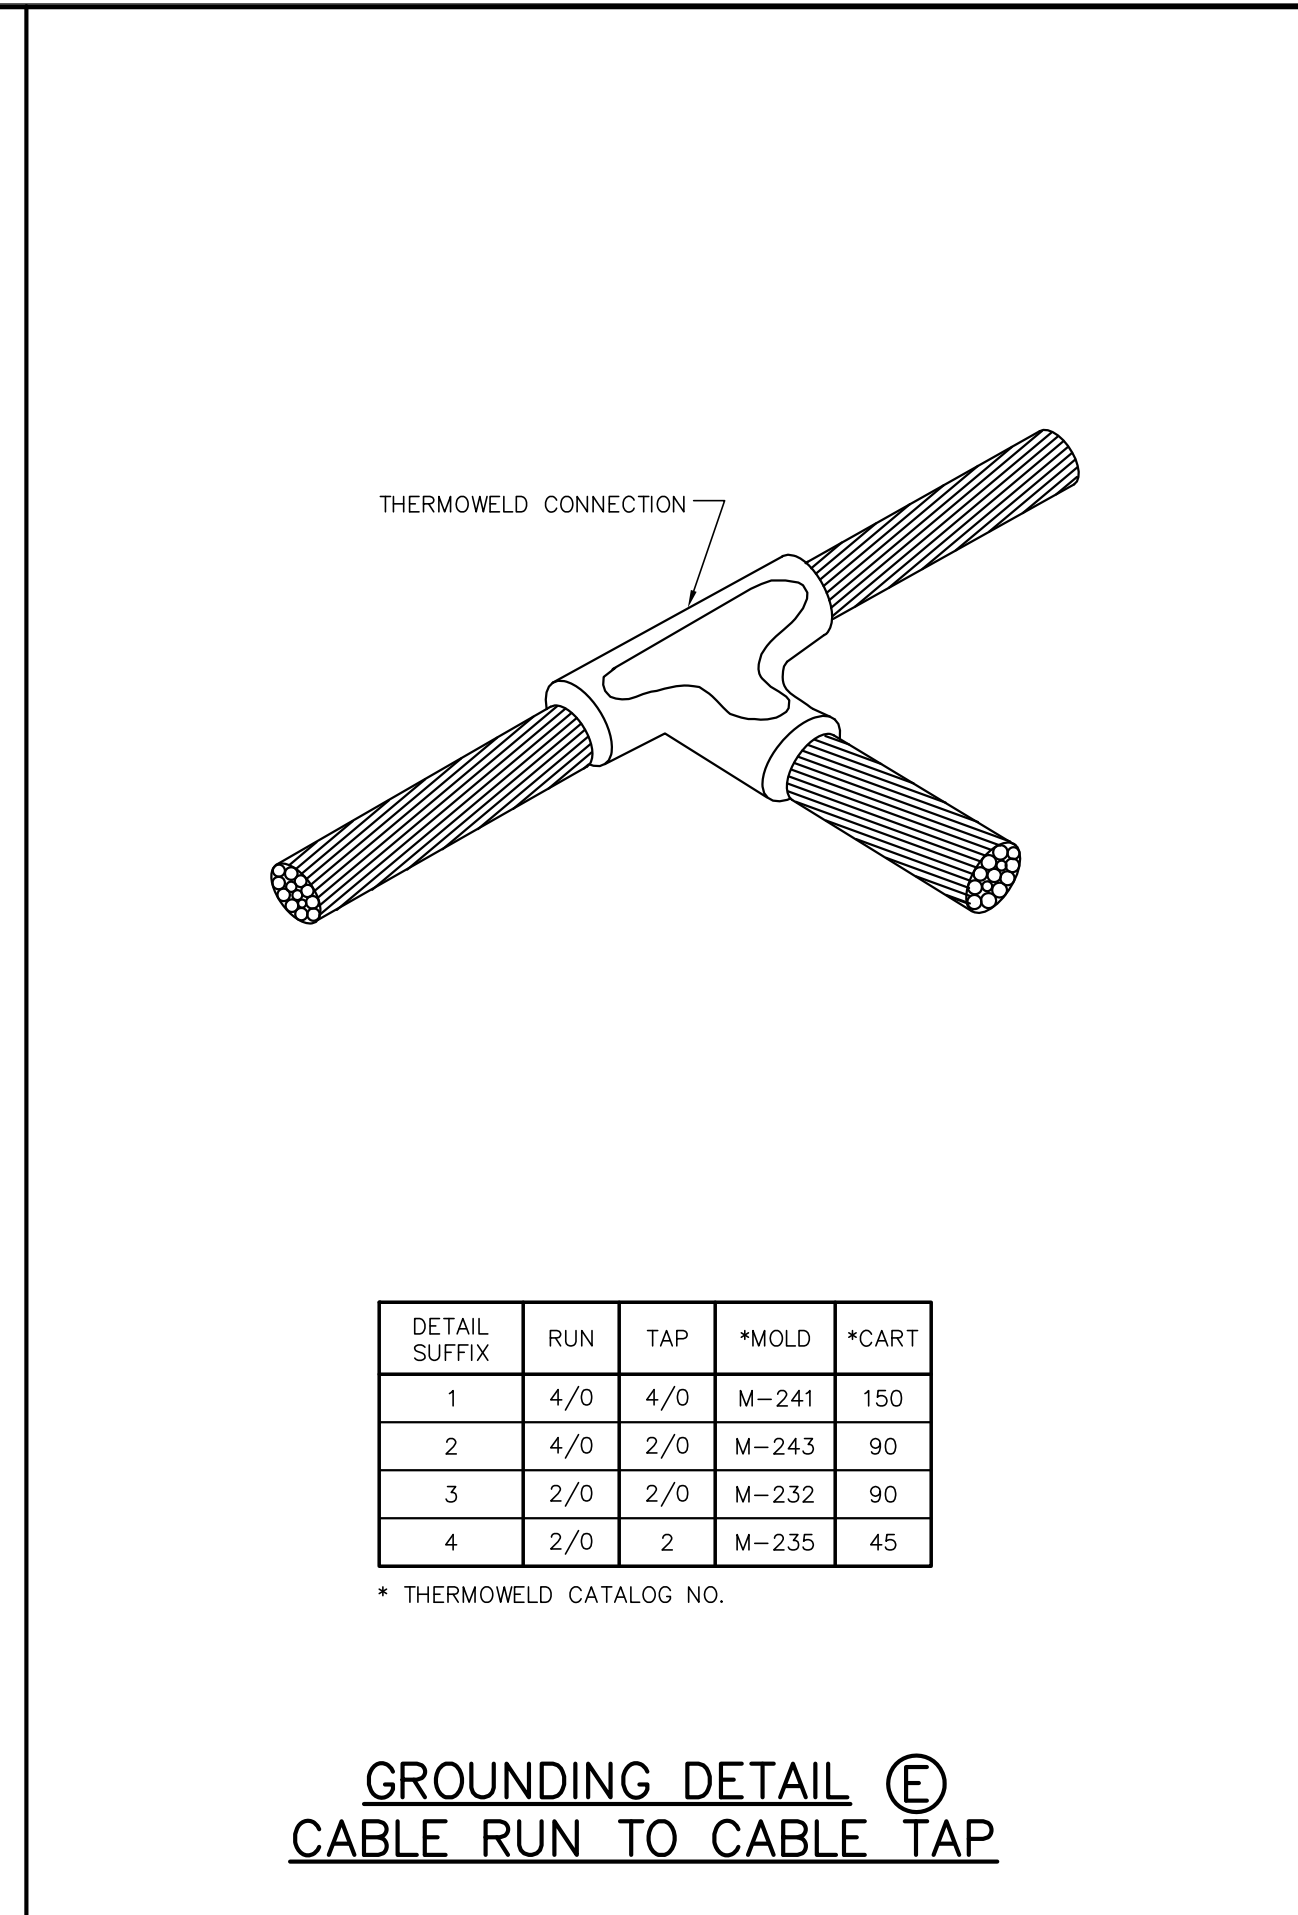 THERMOWELD CONNECTION
DETAIL SUFFIX RUN TAP *MOLD *CART
1 4/0 4/0 M-241 150
2 4/0 2/0 M-243 90
3 2/0 2/0 M-232 90
4 2/0 2 M-235 45
* THERMOWELD CATALOG NO.
GROUNDING DETAIL E
CABLE RUN TO CABLE TAP